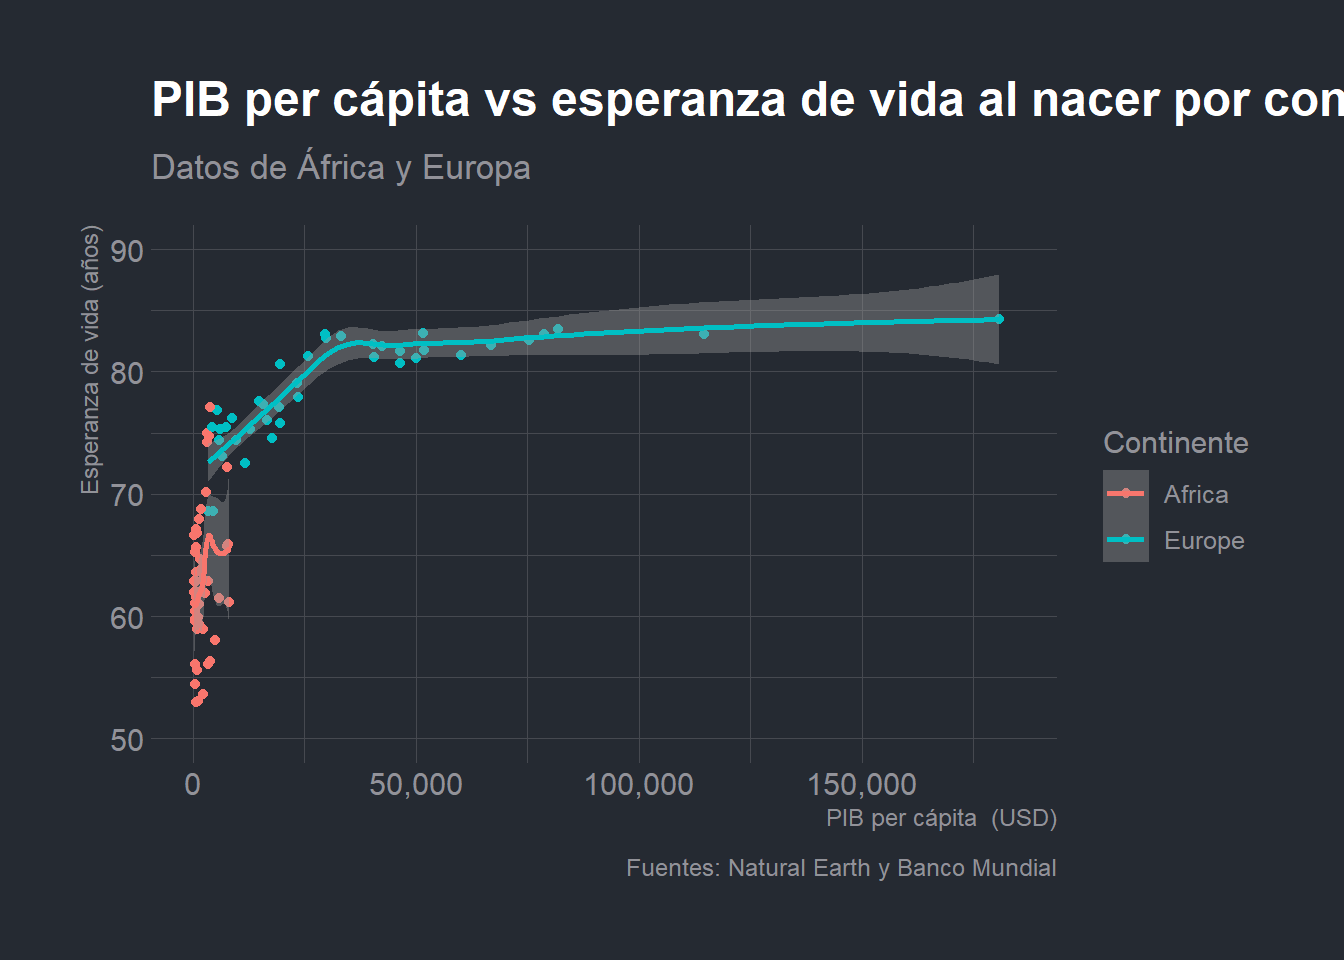 PIB per cápita vs esperanza de vida al nacer por con
Datos de África y Europa
Esperanza de vida (años)
90
80
70
60
50
0
50,000
100,000
150,000
PIB per cápita  (USD)
Fuentes: Natural Earth y Banco Mundial
Continente
Africa
Europe